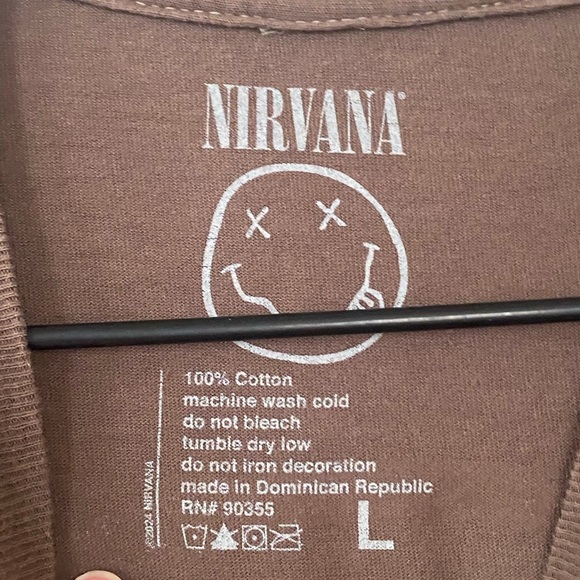 NIRVANA®
100% Cotton
machine wash cold
do not bleach
tumble dry low
do not iron decoration
made in Dominican Republic
RN# 90355
L
©2024 NIRVANA